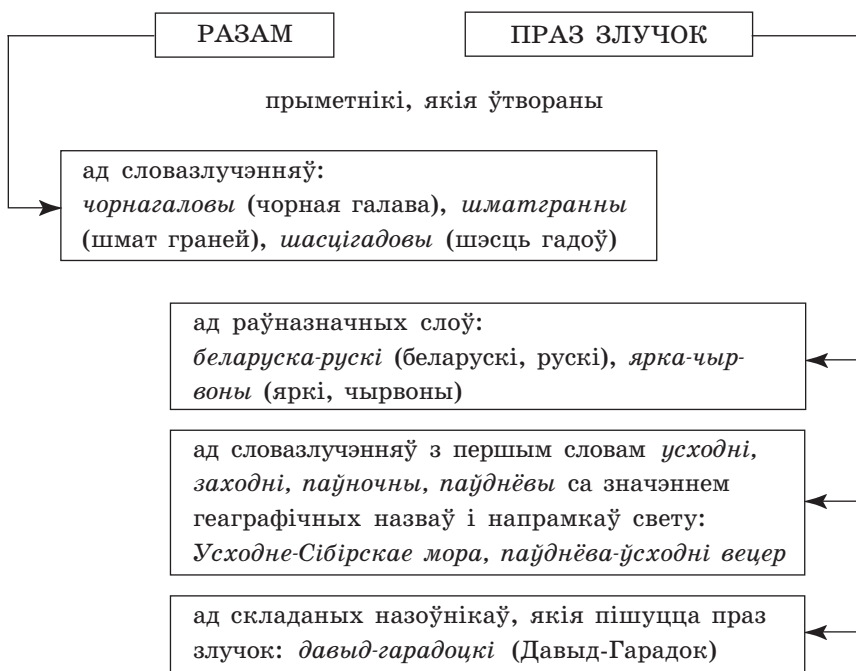 РАЗАМ
ПРАЗ ЗЛУЧОК
прыметнікі, якія ўтвораны
ад словазлучэнняў:
чорнагаловы (чорная галава), шматгранны
(шмат граней), шасцігадовы (шэсць гадоў)
ад раўназначных слоў:
беларуска-рускі (беларускі, рускі), ярка-чыр-
воны (яркі, чырвоны)
ад словазлучэнняў з першым словам усходні,
заходні, паўночны, паўднёвы са значэннем
геаграфічных назваў і напрамкаў свету:
Усходне-Сібірскае мора, паўднёва-ўсходні вецер
ад складаных назоўнікаў, якія пішуцца праз
злучок: давыд-гарадоцкі (Давыд-Гарадок)